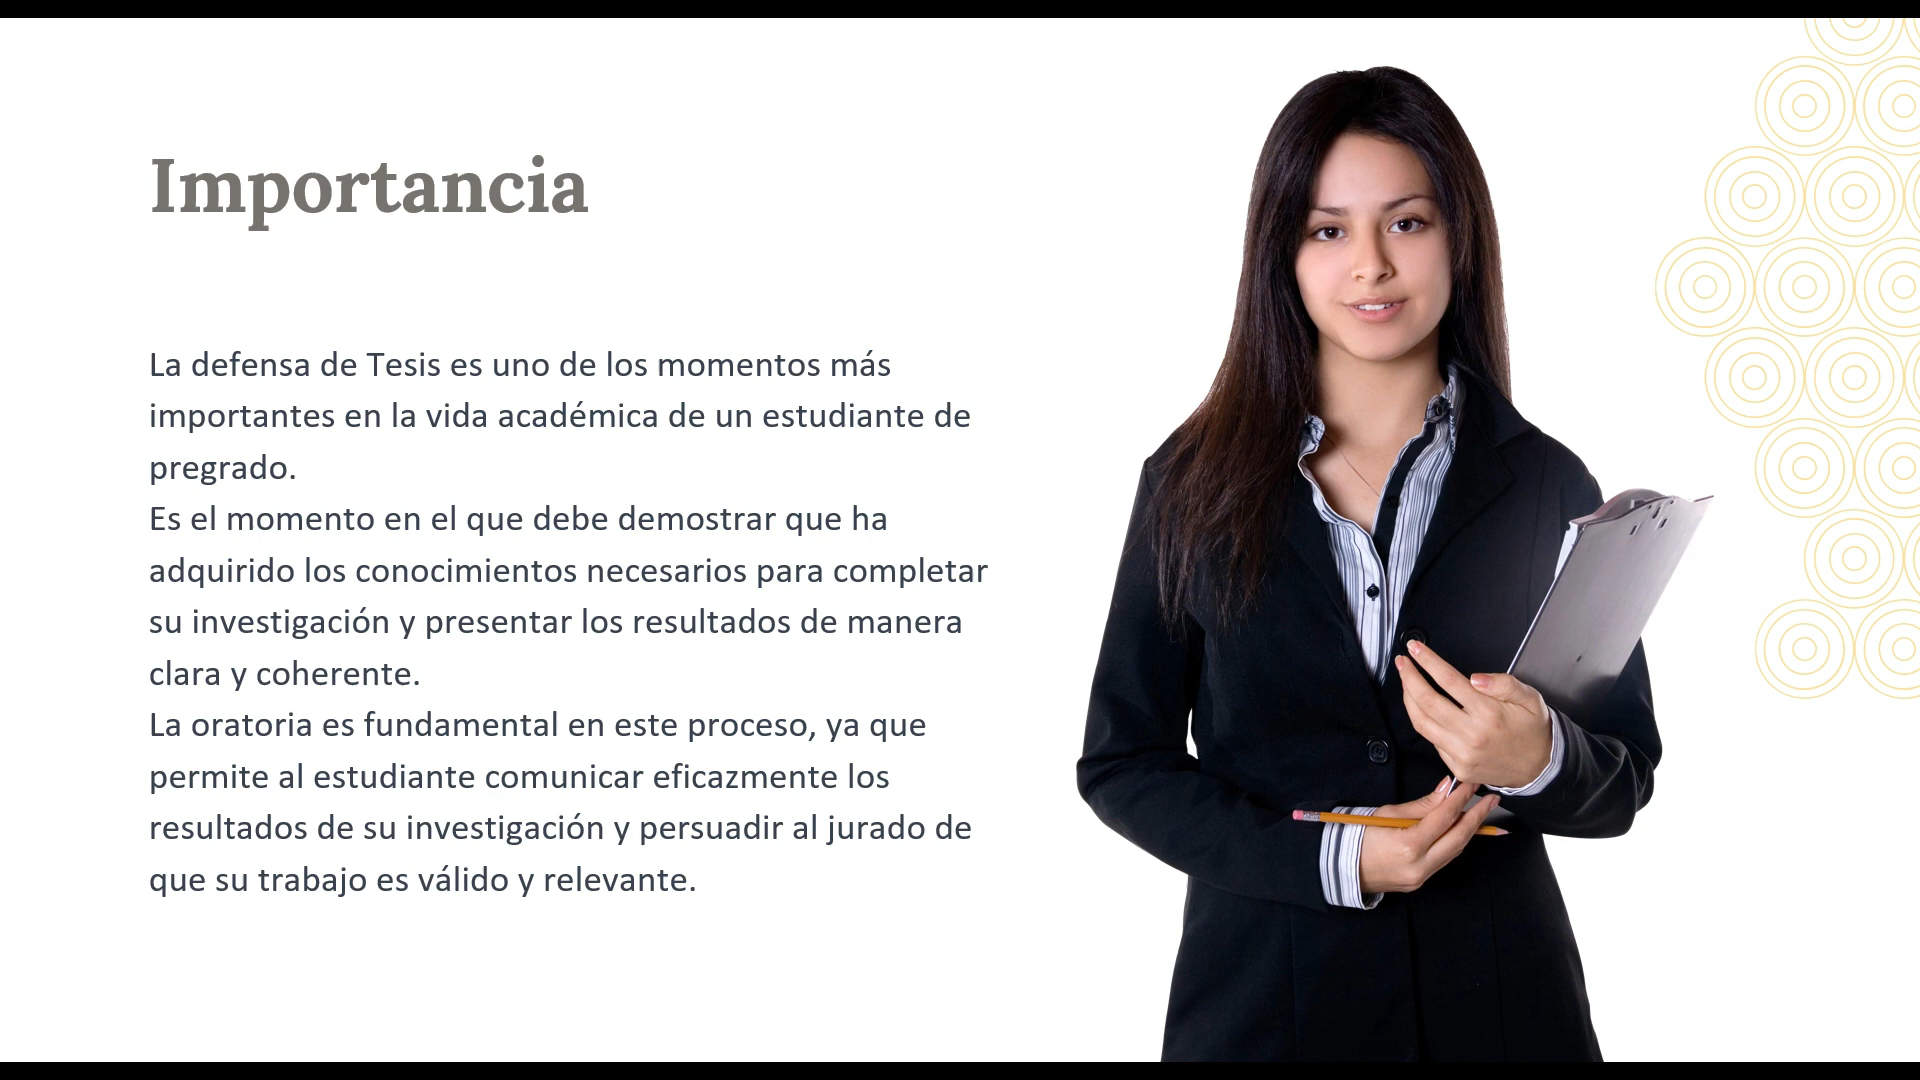 Importancia
La defensa de Tesis es uno de los momentos más
importantes en la vida académica de un estudiante de
pregrado.
Es el momento en el que debe demostrar que ha
adquirido los conocimientos necesarios para completar
su investigación y presentar los resultados de manera
clara y coherente.
La oratoria es fundamental en este proceso, ya que
permite al estudiante comunicar eficazmente los
resultados de su investigación y persuadir al jurado de
que su trabajo es válido y relevante.